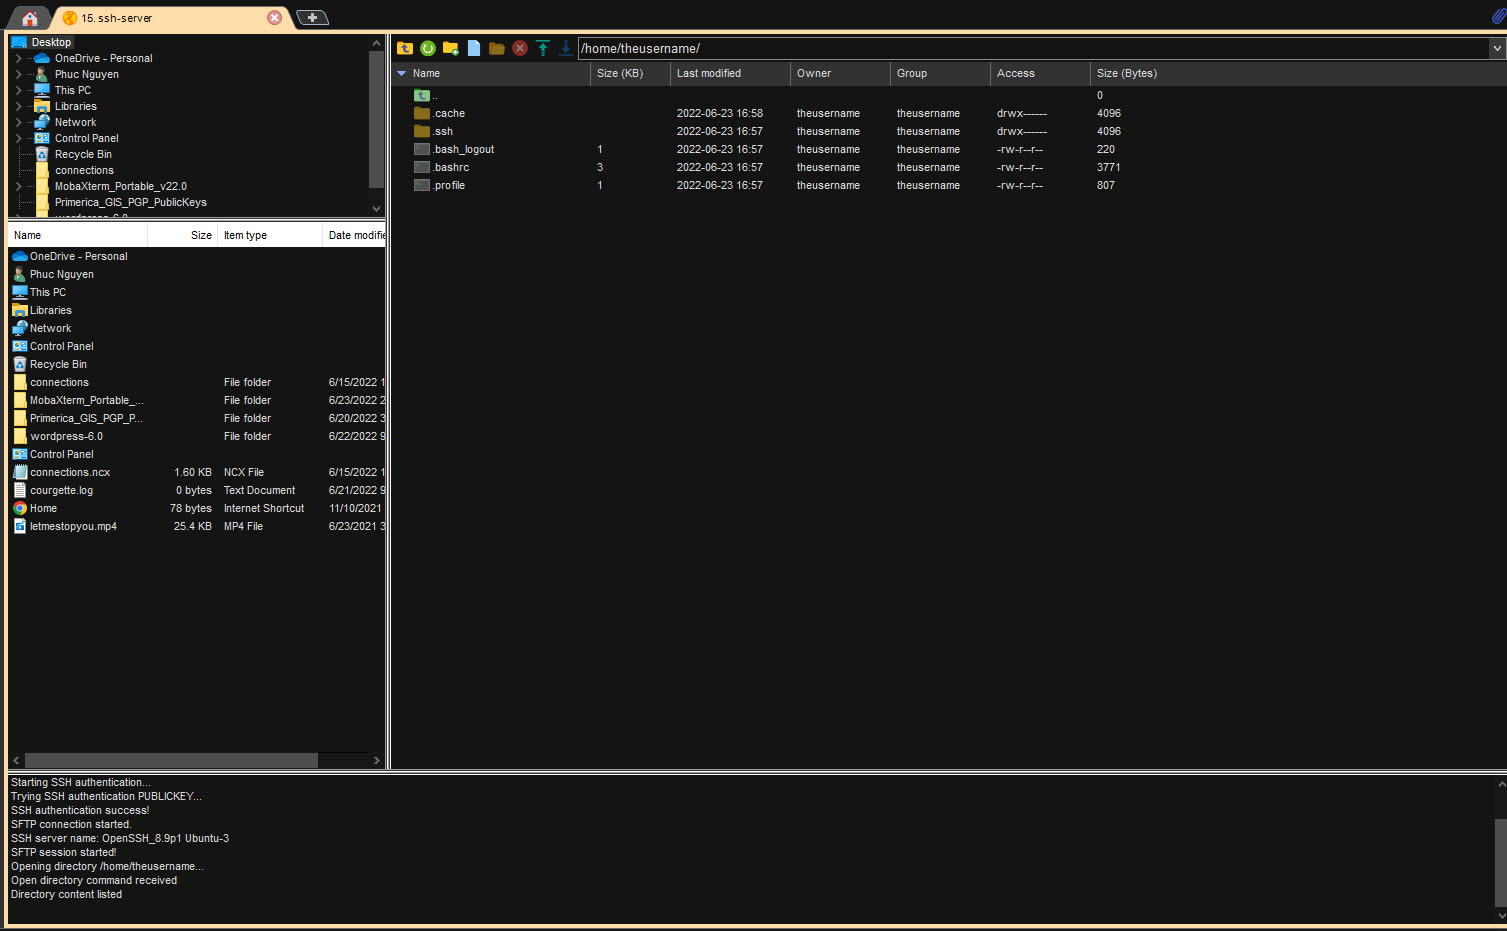 15. ssh-server
Desktop
OneDrive - Personal
Phuc Nguyen
This PC
Libraries
Network
Control Panel
Recycle Bin
connections
MobaXterm_Portable_v22.0
Primerica_GIS_PGP_PublicKeys
wordpress-6.0
Name Size Item type Date modifie
OneDrive - Personal
Phuc Nguyen
This PC
Libraries
Network
Control Panel
Recycle Bin
connections File folder 6/15/2022 1
MobaXterm_Portable_... File folder 6/23/2022 2
Primerica_GIS_PGP_P... File folder 6/20/2022 3
wordpress-6.0 File folder 6/22/2022 9
Control Panel
connections.ncx 1.60 KB NCX File 6/15/2022 1
courgette.log 0 bytes Text Document 6/21/2022 9
Home 78 bytes Internet Shortcut 11/10/2021
letmestopyou.mp4 25.4 KB MP4 File 6/23/2021 3
/home/theusername/
Name Size (KB) Last modified Owner Group Access Size (Bytes)
.. 0
.cache 2022-06-23 16:58 theusername theusername drwx------ 4096
.ssh 2022-06-23 16:57 theusername theusername drwx------ 4096
.bash_logout 1 2022-06-23 16:57 theusername theusername -rw-r--r-- 220
.bashrc 3 2022-06-23 16:57 theusername theusername -rw-r--r-- 3771
.profile 1 2022-06-23 16:57 theusername theusername -rw-r--r-- 807
Starting SSH authentication...
Trying SSH authentication PUBLICKEY...
SSH authentication success!
SFTP connection started.
SSH server name: OpenSSH_8.9p1 Ubuntu-3
SFTP session started!
Opening directory /home/theusername...
Open directory command received
Directory content listed